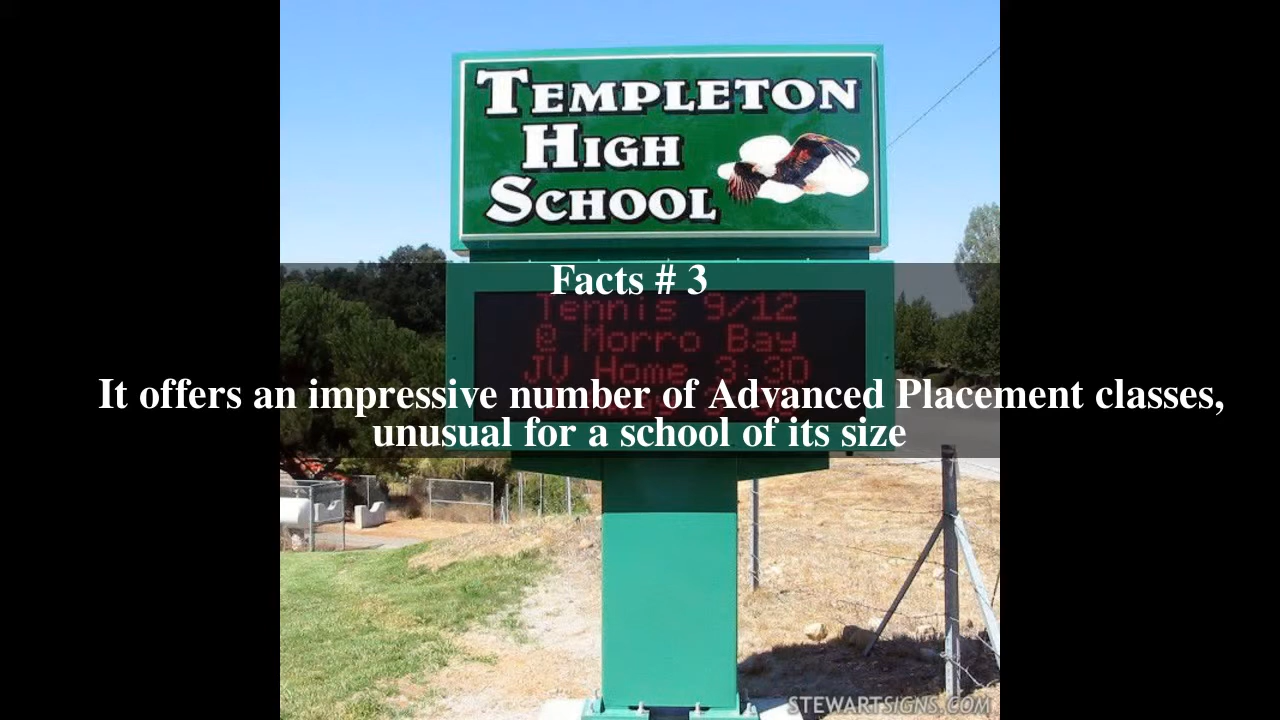 TEMPLETON
HIGH
SCHOOL
Facts # 3
Tennis 9/12
@ Morro Bay
JV Home 3:30
It offers an impressive number of Advanced Placement classes,
unusual for a school of its size
STEWARTSIGNS.COM